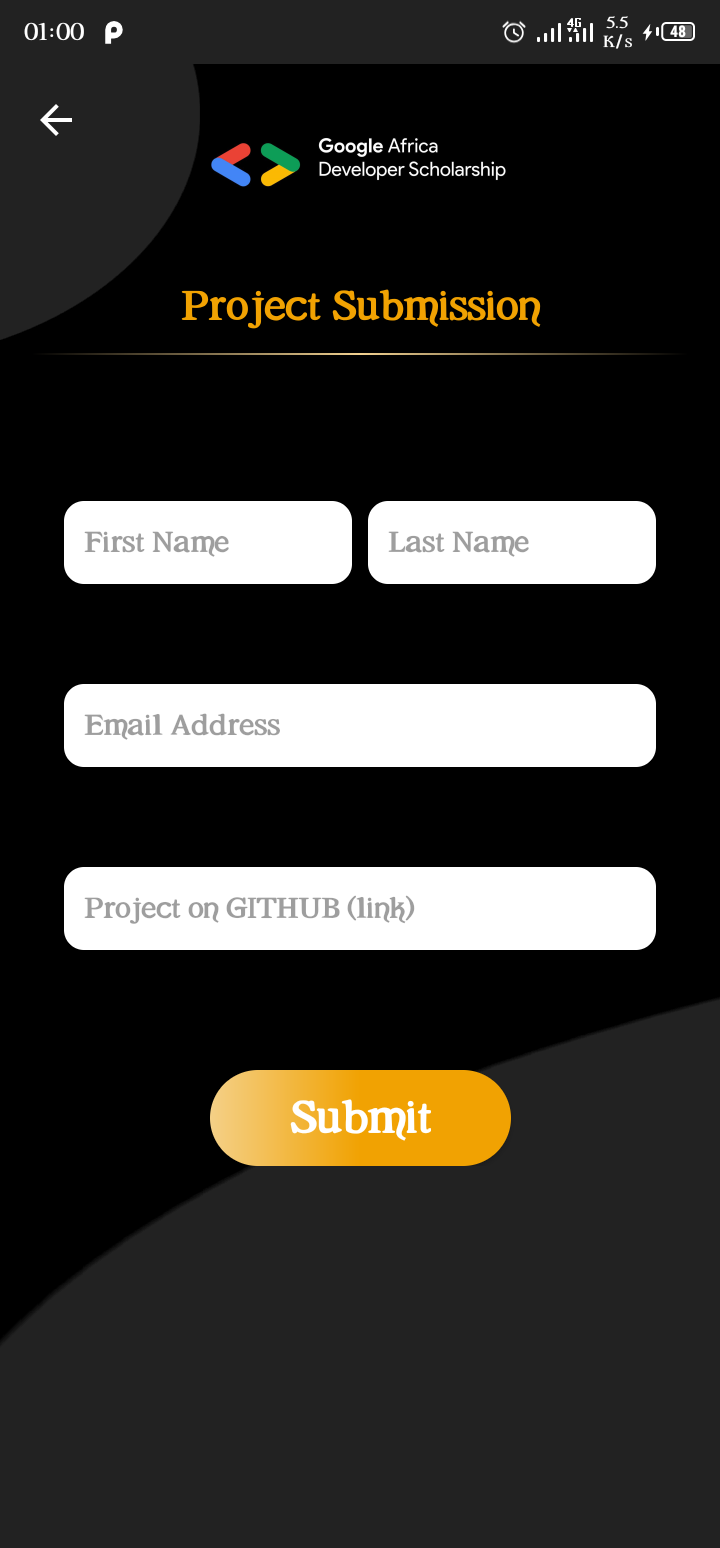 01:00
4G
5.5
K/s
48
Google Africa
Developer Scholarship
Project Submission
First Name
Last Name
Email Address
Project on GITHUB (link)
Submit